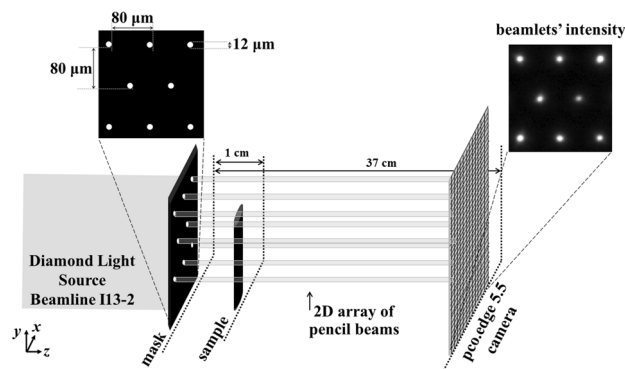 80 µm
12 µm
80 µm
beamlets' intensity
1 cm
37 cm
Diamond Light
Source
Beamline I13-2
2D array of
pencil beams
y
x
z
mask
sample
pco.edge 5.5
camera